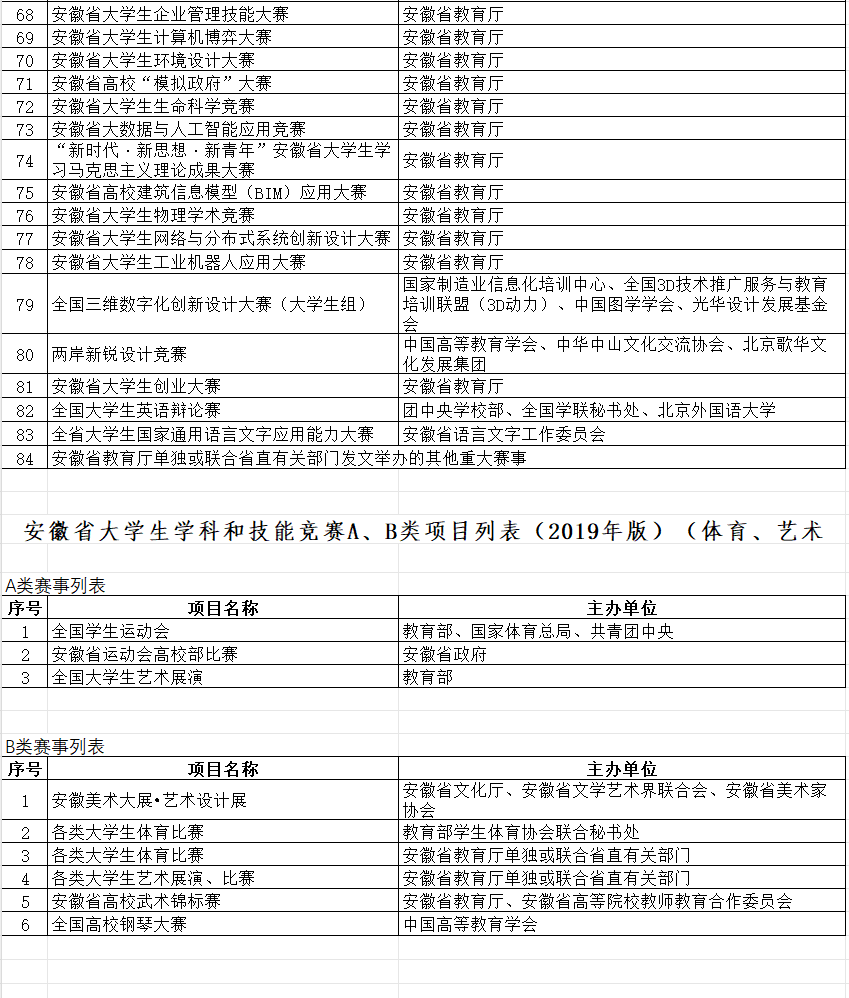 68 安徽省大学生企业管理技能大赛 安徽省教育厅
69 安徽省大学生计算机博弈大赛 安徽省教育厅
70 安徽省大学生环境设计大赛 安徽省教育厅
71 安徽省高校“模拟政府”大赛 安徽省教育厅
72 安徽省大学生生命科学竞赛 安徽省教育厅
73 安徽省大数据与人工智能应用竞赛 安徽省教育厅
74 “新时代·新思想·新青年”安徽省大学生学
习马克思主义理论成果大赛 安徽省教育厅
75 安徽省高校建筑信息模型（BIM）应用大赛 安徽省教育厅
76 安徽省大学生物理学术竞赛 安徽省教育厅
77 安徽省大学生网络与分布式系统创新设计大赛 安徽省教育厅
78 安徽省大学生工业机器人应用大赛 安徽省教育厅
79 全国三维数字化创新设计大赛（大学生组） 国家制造业信息化培训中心、全国3D技术推广服务与教育
培训联盟（3D动力）、中国图学学会、光华设计发展基金
会
80 两岸新锐设计竞赛 中国高等教育学会、中华中山文化交流协会、北京歌华文
化发展集团
81 安徽省大学生创业大赛 安徽省教育厅
82 全国大学生英语辩论赛 团中央学校部、全国学联秘书处、北京外国语大学
83 全省大学生国家通用语言文字应用能力大赛 安徽省语言文字工作委员会
84 安徽省教育厅单独或联合省直有关部门发文举办的其他重大赛事
安徽省大学生学科和技能竞赛A、B类项目列表（2019年版）（体育、艺术
A类赛事列表
序号 项目名称 主办单位
1 全国学生运动会 教育部、国家体育总局、共青团中央
2 安徽省运动会高校部比赛 安徽省政府
3 全国大学生艺术展演 教育部
B类赛事列表
序号 项目名称 主办单位
1 安徽美术大展•艺术设计展 安徽省文化厅、安徽省文学艺术界联合会、安徽省美术家
协会
2 各类大学生体育比赛 教育部学生体育协会联合秘书处
3 各类大学生体育比赛 安徽省教育厅单独或联合省直有关部门
4 各类大学生艺术展演、比赛 安徽省教育厅单独或联合省直有关部门
5 安徽省高校武术锦标赛 安徽省教育厅、安徽省高等院校教师教育合作委员会
6 全国高校钢琴大赛 中国高等教育学会